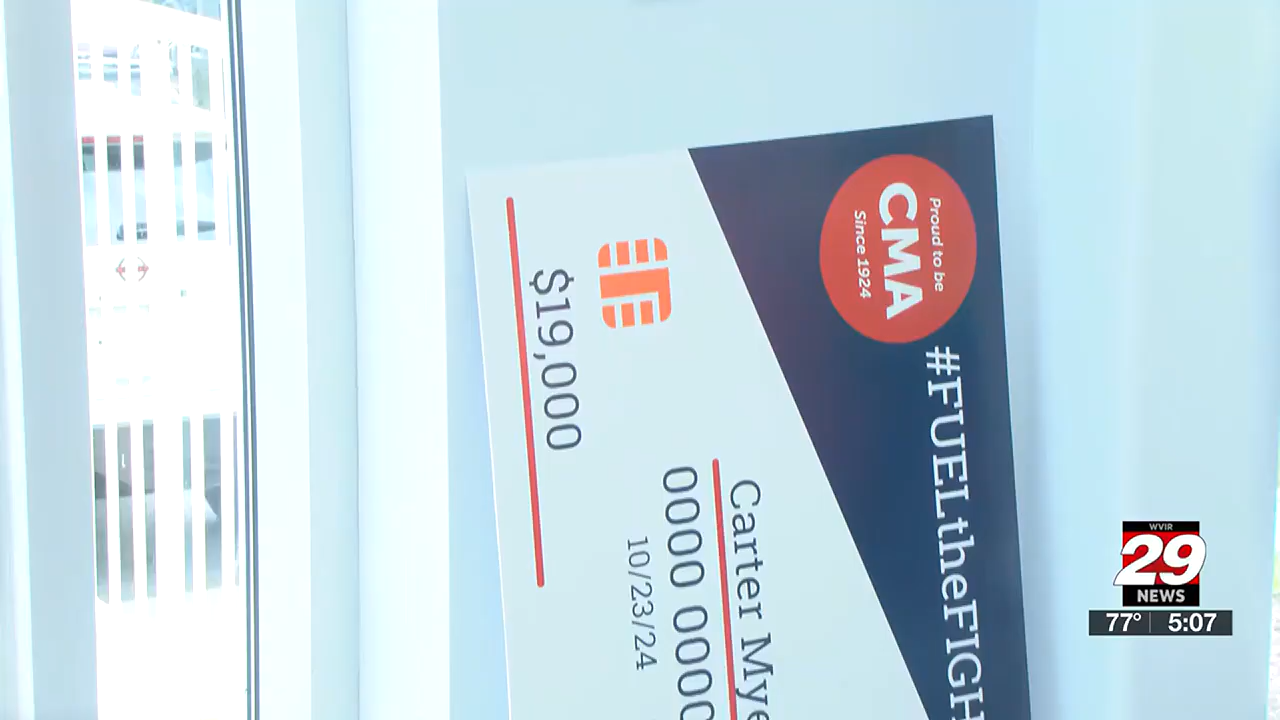 Proud to be
CMA
Since 1924
#FUELtheFIGH
Carter Mye
0000 0000
10/23/24
$19,000
WVIR
29
NEWS
77° 5:07